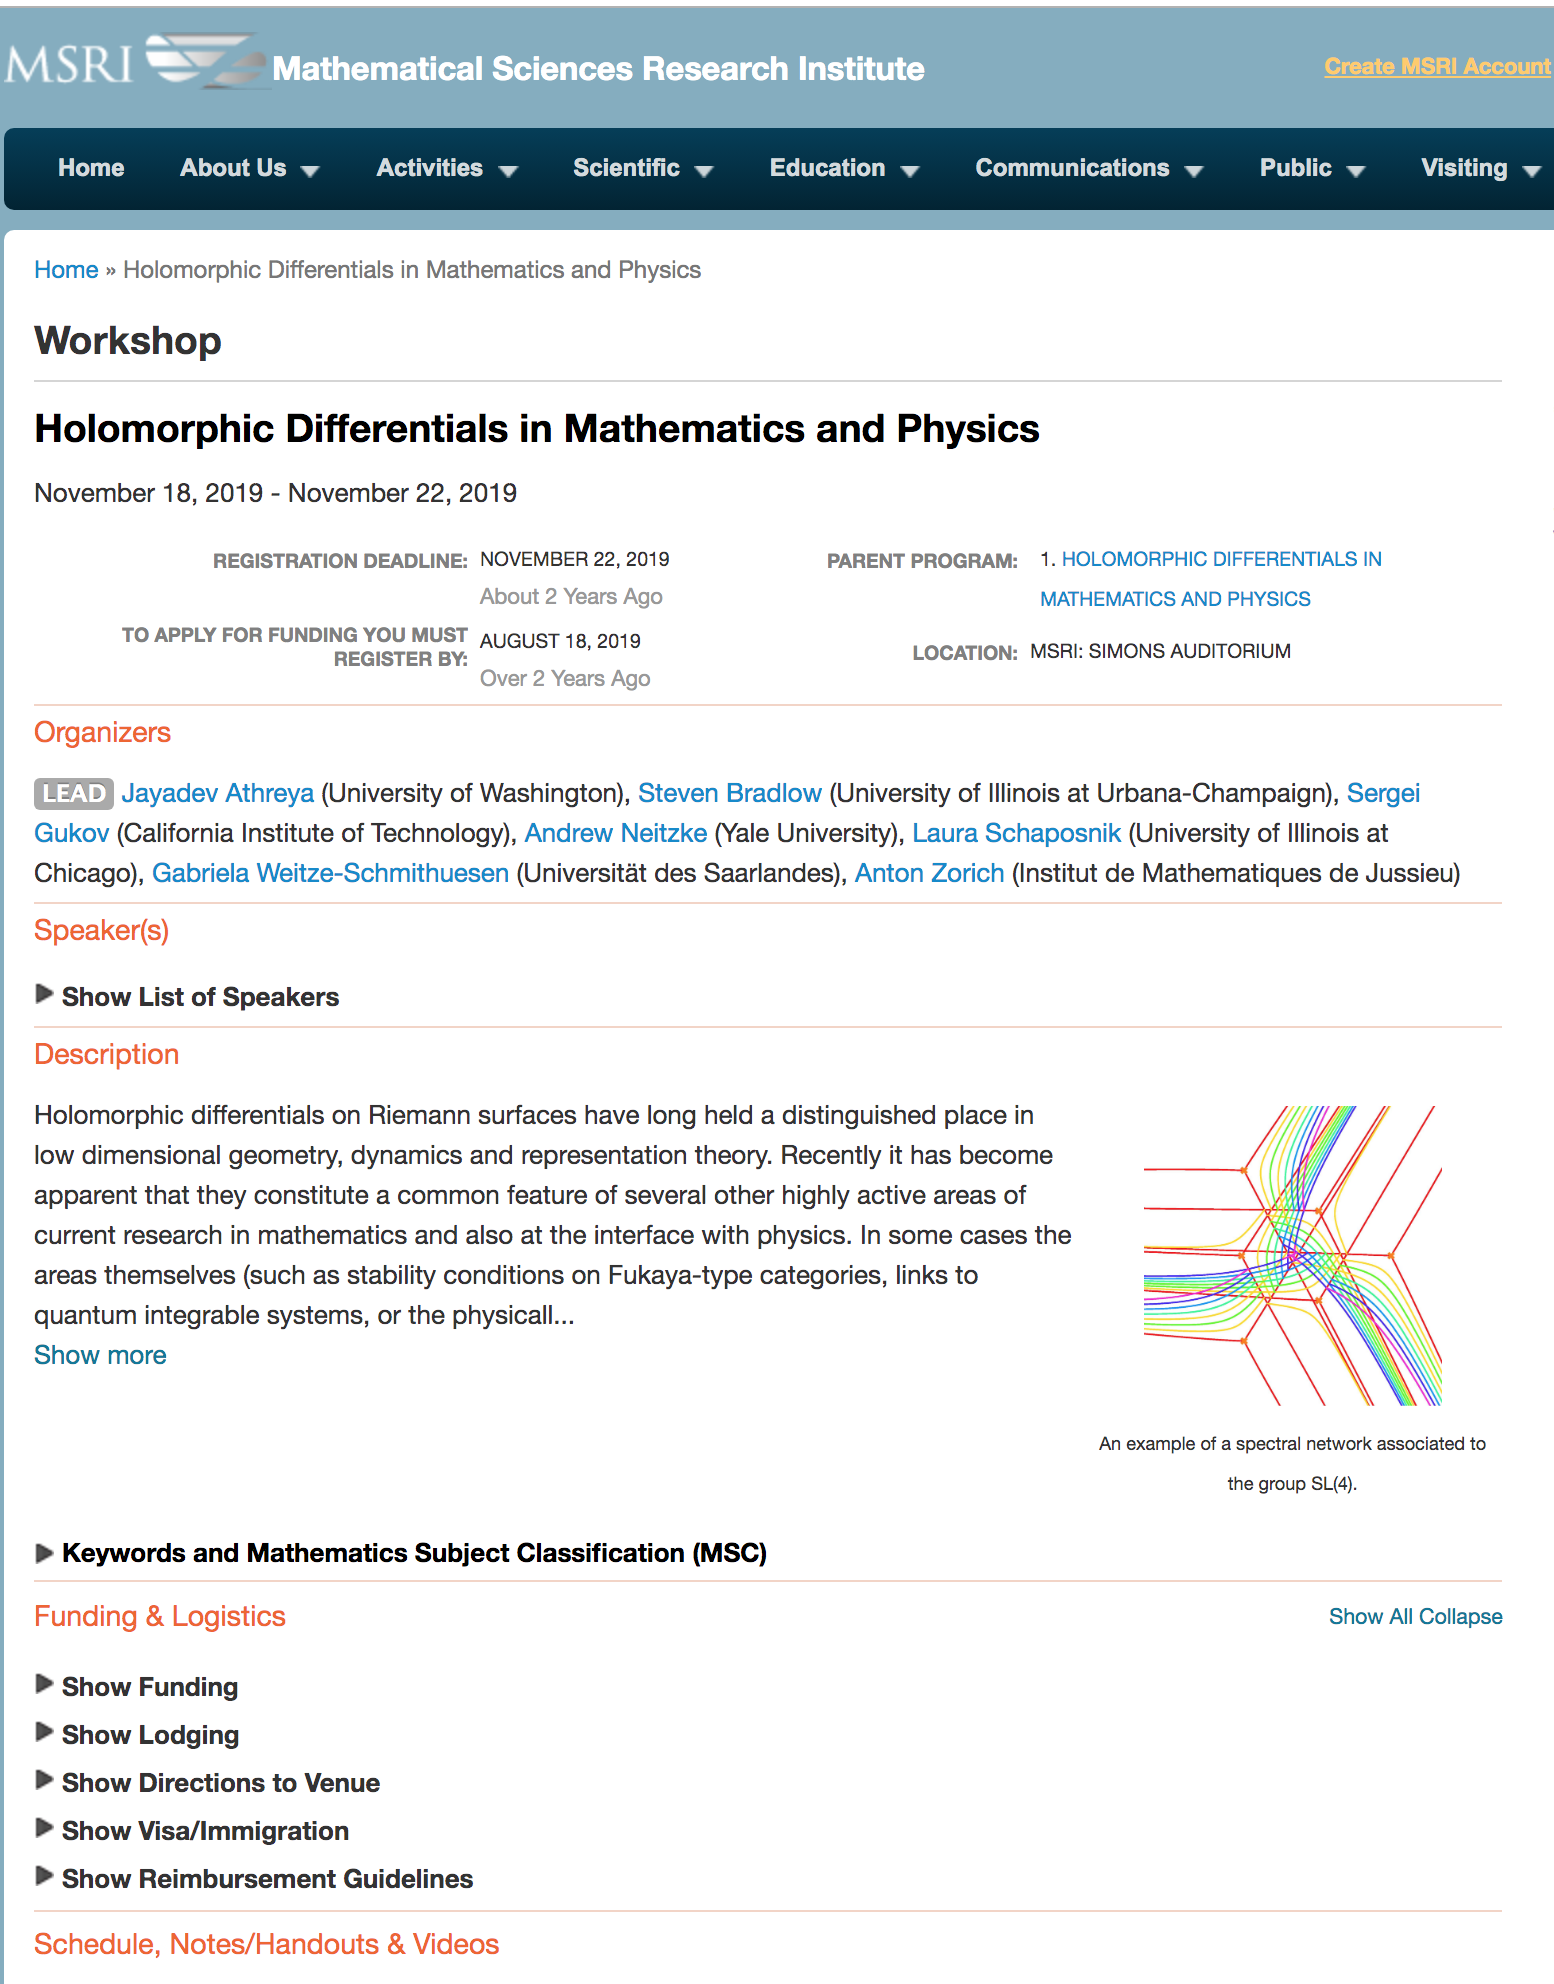 MSRI Mathematical Sciences Research Institute
Create MSRI Account
Home About Us Activities Scientific Education Communications Public Visiting
Home » Holomorphic Differentials in Mathematics and Physics
Workshop
Holomorphic Differentials in Mathematics and Physics
November 18, 2019 - November 22, 2019
REGISTRATION DEADLINE: NOVEMBER 22, 2019
About 2 Years Ago
TO APPLY FOR FUNDING YOU MUST
REGISTER BY: AUGUST 18, 2019
Over 2 Years Ago
PARENT PROGRAM: 1. HOLOMORPHIC DIFFERENTIALS IN
MATHEMATICS AND PHYSICS
LOCATION: MSRI: SIMONS AUDITORIUM
Organizers
LEAD Jayadev Athreya (University of Washington), Steven Bradlow (University of Illinois at Urbana-Champaign), Sergei
Gukov (California Institute of Technology), Andrew Neitzke (Yale University), Laura Schaposnik (University of Illinois at
Chicago), Gabriela Weitze-Schmithuesen (Universität des Saarlandes), Anton Zorich (Institut de Mathematiques de Jussieu)
Speaker(s)
Show List of Speakers
Description
Holomorphic differentials on Riemann surfaces have long held a distinguished place in
low dimensional geometry, dynamics and representation theory. Recently it has become
apparent that they constitute a common feature of several other highly active areas of
current research in mathematics and also at the interface with physics. In some cases the
areas themselves (such as stability conditions on Fukaya-type categories, links to
quantum integrable systems, or the physicall...
Show more
An example of a spectral network associated to
the group SL(4).
Keywords and Mathematics Subject Classification (MSC)
Funding & Logistics
Show All Collapse
Show Funding
Show Lodging
Show Directions to Venue
Show Visa/Immigration
Show Reimbursement Guidelines
Schedule, Notes/Handouts & Videos